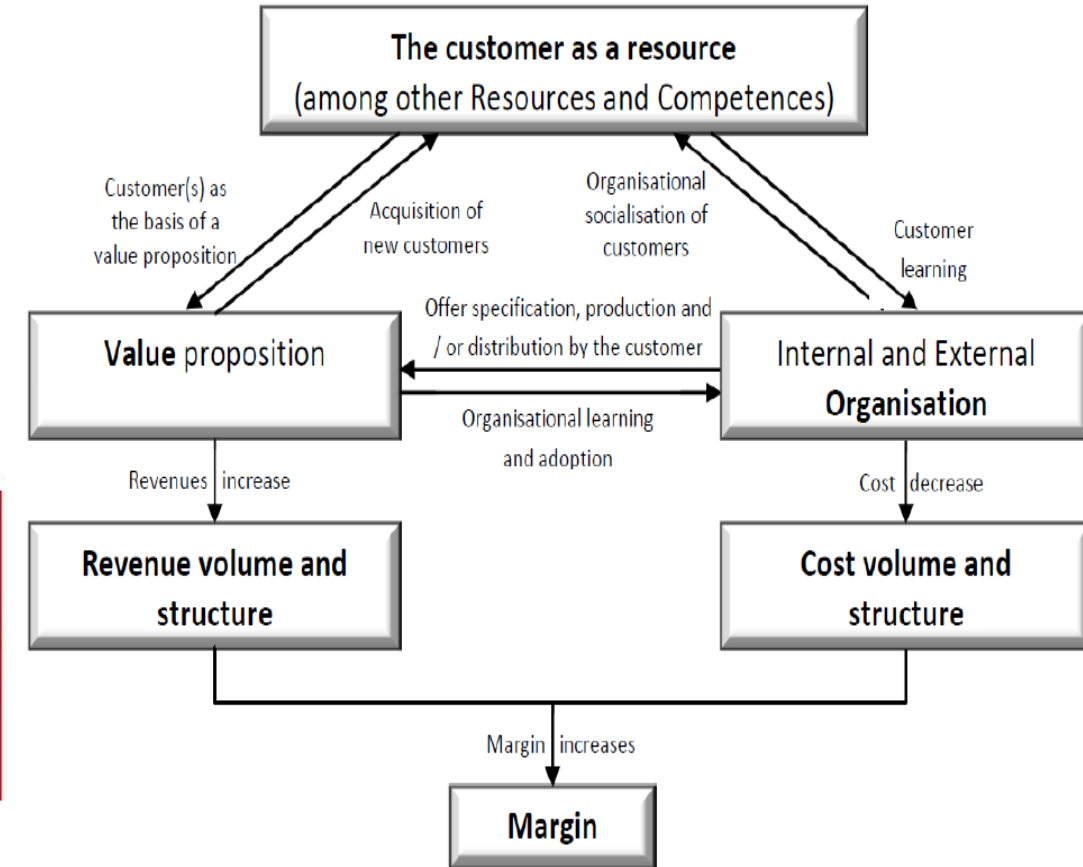 The customer as a resource
(among other Resources and Competences)
Customer(s) as
the basis of a
value proposition
Acquisition of
new customers
Organisational
socialisation of
customers
Customer
learning
Value proposition
Offer specification, production and
/ or distribution by the customer
Organisational learning
and adoption
Internal and External
Organisation
Revenues increase
Cost decrease
Revenue volume and
structure
Cost volume and
structure
Margin increases
Margin